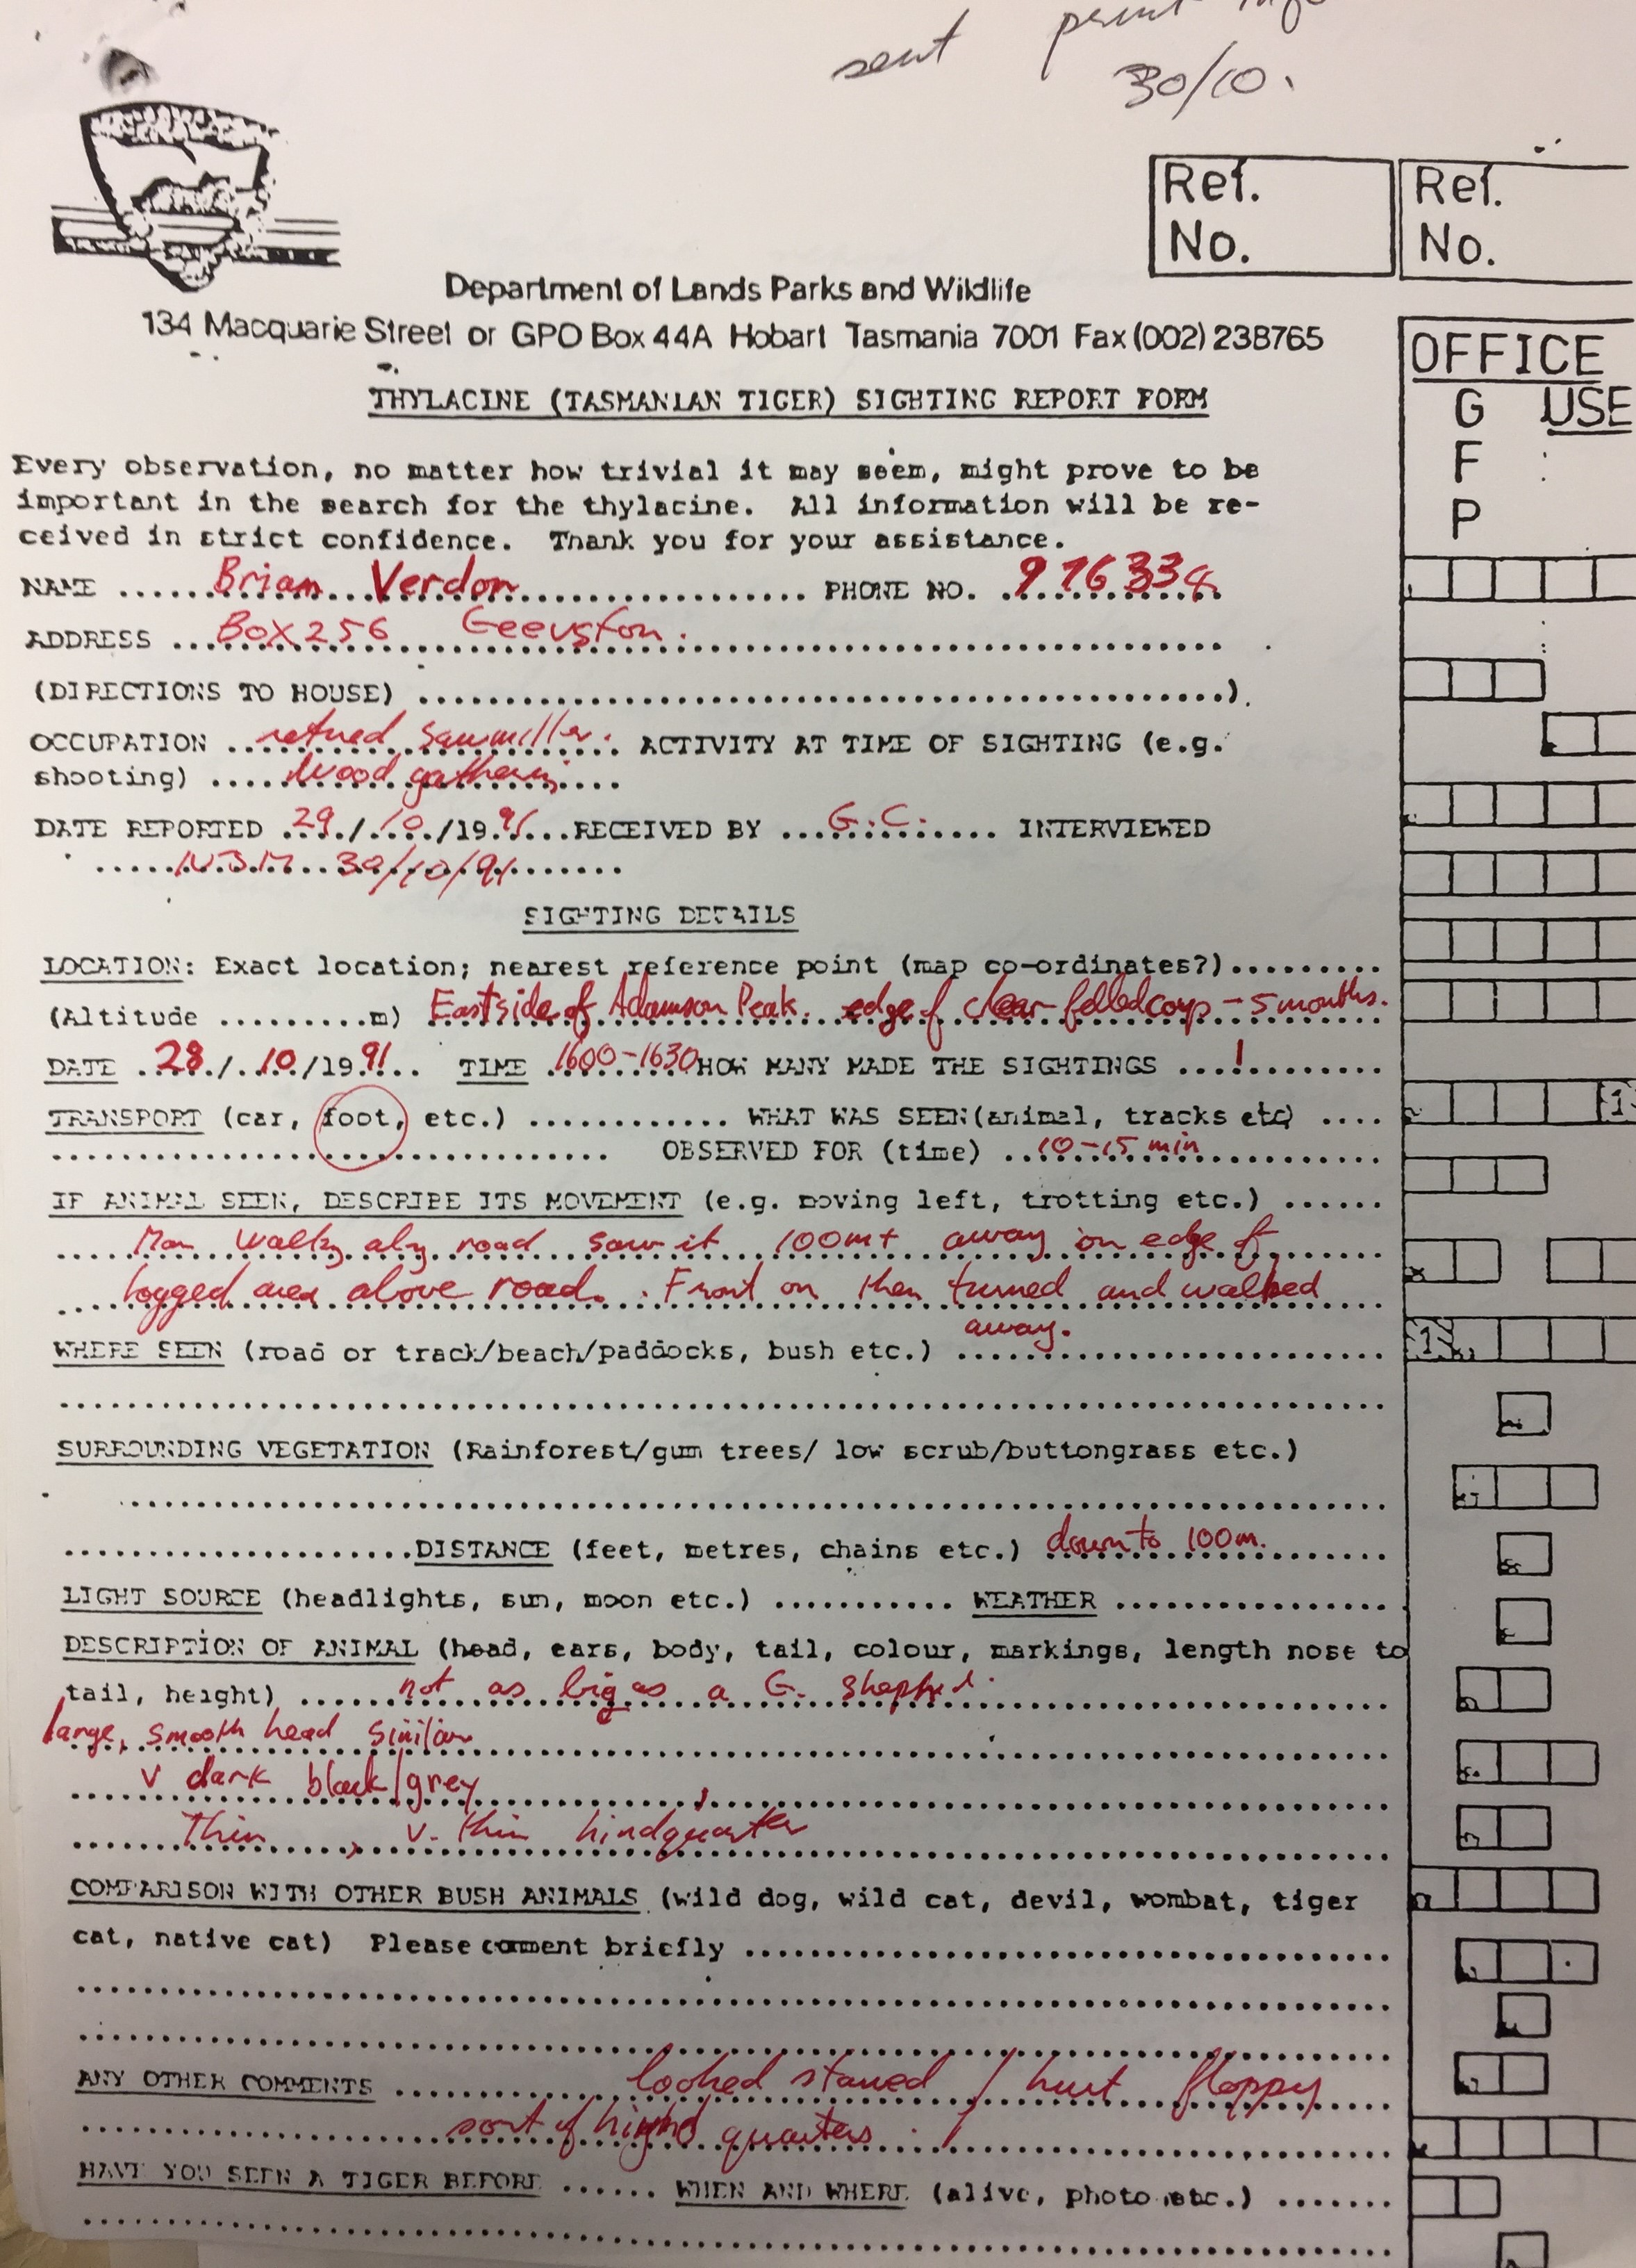 sent
30/10.
Ref. No.
Ref. No.
Department of Lands Parks and Wildlife
134 Macquarie Street or GPO Box 44A Hobart Tasmania 7001 Fax (002) 238765
THYLACINE (TASMANIAN TIGER) SIGHTING REPORT FORM
OFFICE
G USE
F
P
Every observation, no matter how trivial it may seem, might prove to be
important in the search for the thylacine. All information will be re-
ceived in strict confidence. Thank you for your assistance.
NAME ..... Brian Verdon ..... PHONE NO. 976334
ADDRESS ... Box 256 Geevston.
(DIRECTIONS TO HOUSE) ..............................).
OCCUPATION .. retired sawmiller. ... ACTIVITY AT TIME OF SIGHTING (e.g.
shooting) .... Wood gathering ....
DATE REPORTED 29/10/1991 RECEIVED BY ... G.C. ... INTERVIEWED
30/10/91
SIGHTING DETAILS
LOCATION: Exact location; nearest reference point (map co-ordinates?).........
(Altitude .........m) East side of Adamson Peak. edge of clear-felled coup - 5 months.
DATE 28/10/1991 TIME 1600-1630 HOW MANY MADE THE SIGHTINGS ...1...
TRANSPORT (car, foot, etc.) ............ WHAT WAS SEEN (animal, tracks etc) ....
OBSERVED FOR (time) .. 10-15 min
IF ANIMAL SEEN, DESCRIBE ITS MOVEMENT (e.g. moving left, trotting etc.) ......
Man walking along road saw it 100m+ away on edge of
logged area above road. Front on then turned and walked
away.
WHERE SEEN (road or track/beach/paddocks, bush etc.) ..........
SURROUNDING VEGETATION (Rainforest/gum trees/ low scrub/buttongrass etc.)
DISTANCE (feet, metres, chains etc.) down to 100m.
LIGHT SOURCE (headlights, sun, moon etc.) ........... WEATHER ..........
DESCRIPTION OF ANIMAL (head, ears, body, tail, colour, markings, length nose to
tail, height) ...... not as big as a G. Shepherd.
large, smooth head similar
v dark black/grey
Thin, v. thin hindquarter
COMPARISON WITH OTHER BUSH ANIMALS (wild dog, wild cat, devil, wombat, tiger
cat, native cat) Please comment briefly ..........
ANY OTHER COMMENTS .......... looked starved / hurt floppy
sort of hind quarters.
HAVE YOU SEEN A TIGER BEFORE ...... WHEN AND WHERE (alive, photo etc.) .......